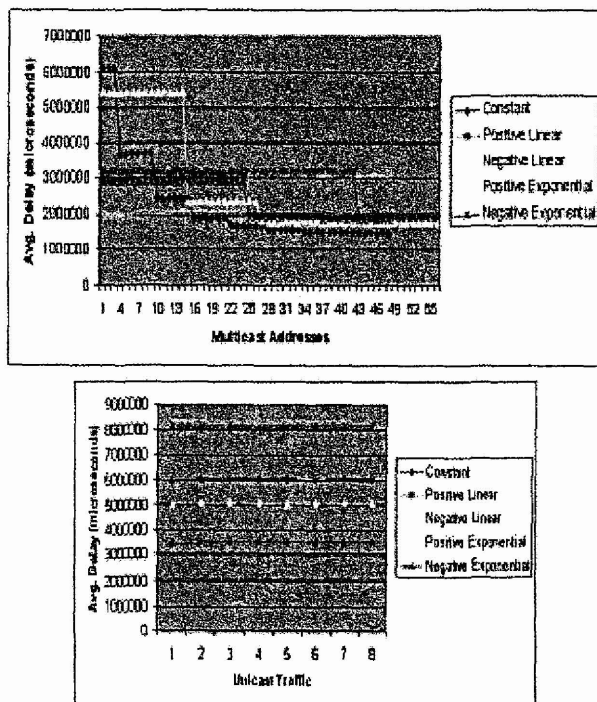 7000000
6000000
5000000
4000000
3000000
2000000
1000000
0
Avg. Delay (microseconds)
1 4 7 10 13 16 19 22 25 28 31 34 37 40 43 46 49 52 55
Multicast Addresses
Constant
Positive Linear
Negative Linear
Positive Exponential
Negative Exponential
9000000
8000000
7000000
6000000
5000000
4000000
3000000
2000000
1000000
0
Avg. Delay (microseconds)
1 2 3 4 5 6 7 8
Unicast Traffic
Constant
Positive Linear
Negative Linear
Positive Exponential
Negative Exponential